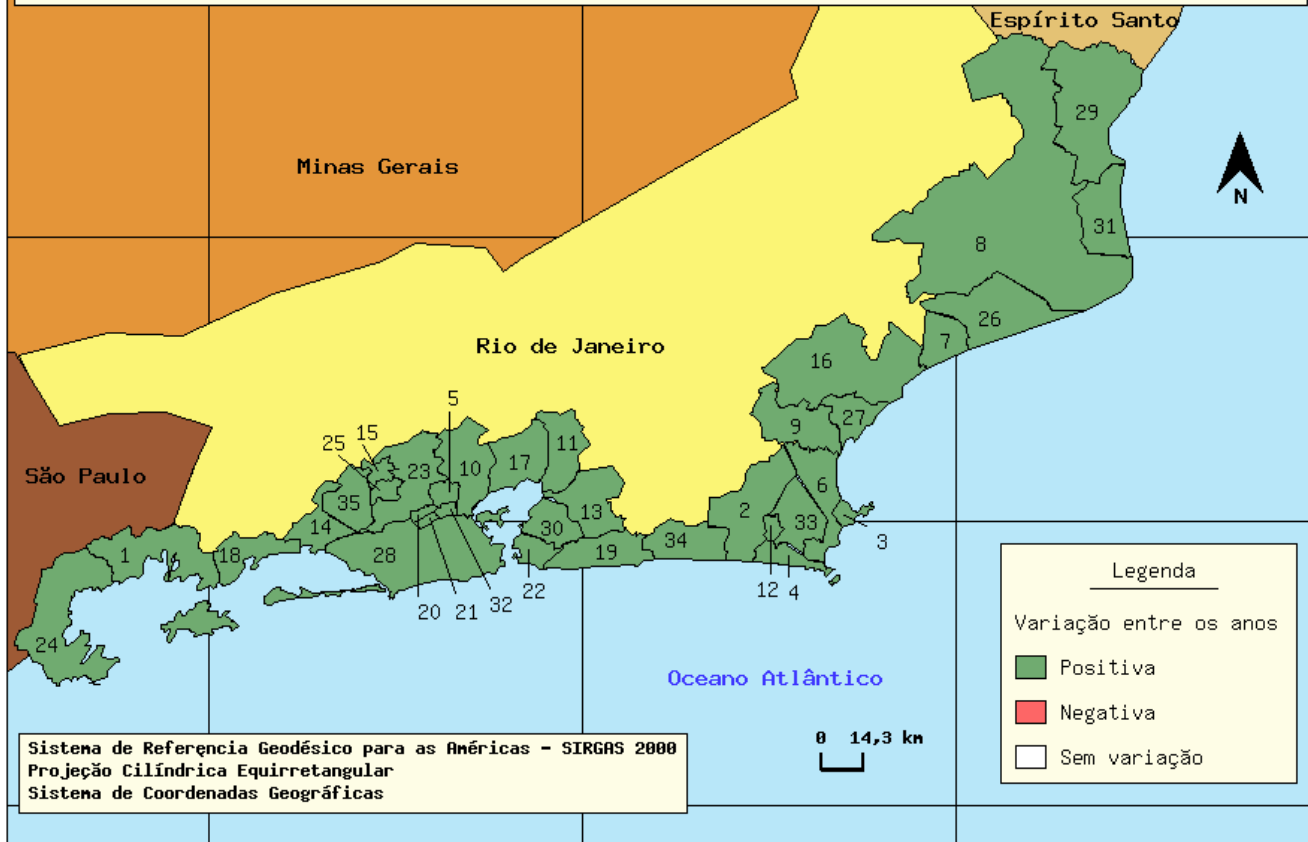 Espírito Santo
29
Minas Gerais
N
31
8
26
7
Rio de Janeiro
16
5
15
25
9
27
11
23
10
17
São Paulo
35
6
14
13
2
30
33
1
18
28
19
34
3
22
12
4
20
21
32
24
Oceano Atlântico
Legenda
Variação entre os anos
Positiva
Negativa
Sem variação
0 14,3 km
Sistema de Referência Geodésico para as Américas - SIRGAS 2000
Projeção Cilíndrica Equirretangular
Sistema de Coordenadas Geográficas